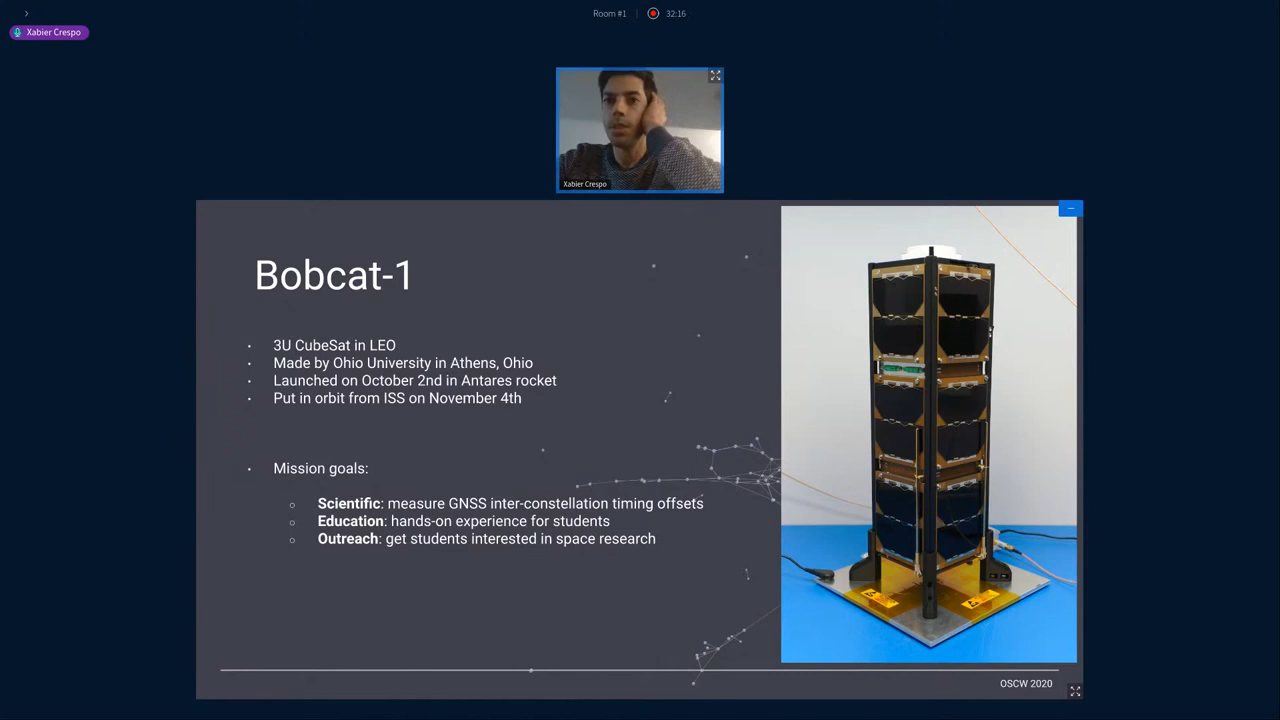 Room #1
32:16
Xabier Crespo
Xabier Crespo
Bobcat-1
• 3U CubeSat in LEO
• Made by Ohio University in Athens, Ohio
• Launched on October 2nd in Antares rocket
• Put in orbit from ISS on November 4th
• Mission goals:
○ Scientific: measure GNSS inter-constellation timing offsets
○ Education: hands-on experience for students
○ Outreach: get students interested in space research
OSCW 2020